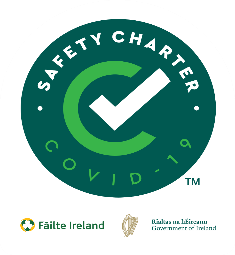 SAFETY CHARTER
COVID-19
TM
Fáilte Ireland
Rialtas na hÉireann
Government of Ireland